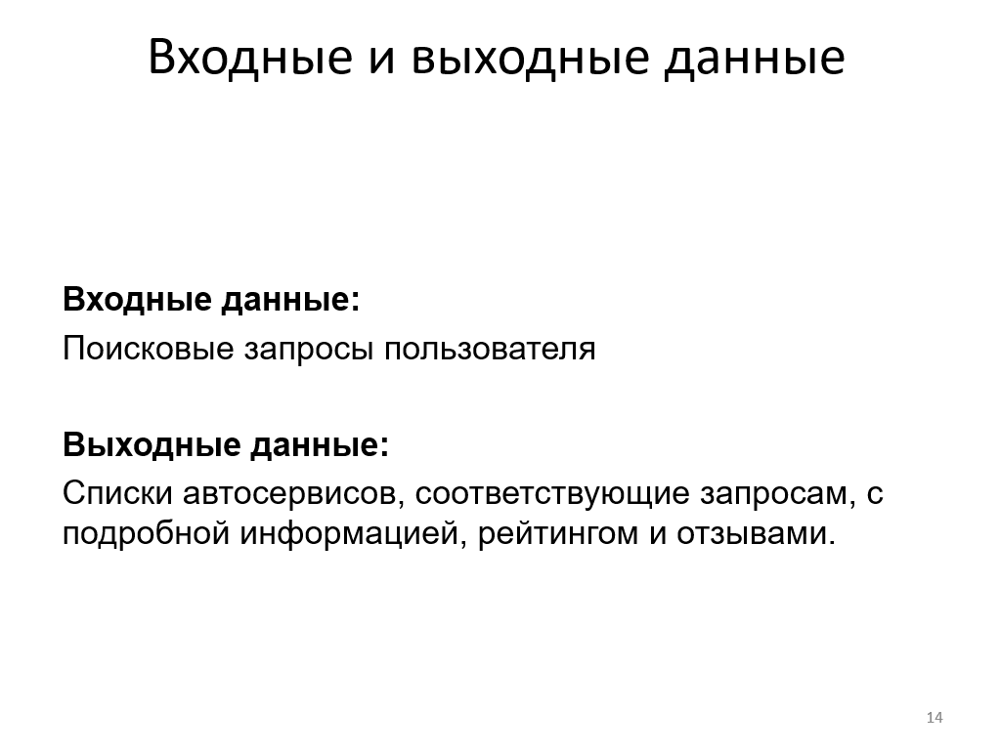 Входные и выходные данные
Входные данные:
Поисковые запросы пользователя
Выходные данные:
Списки автосервисов, соответствующие запросам, с
подробной информацией, рейтингом и отзывами.
14